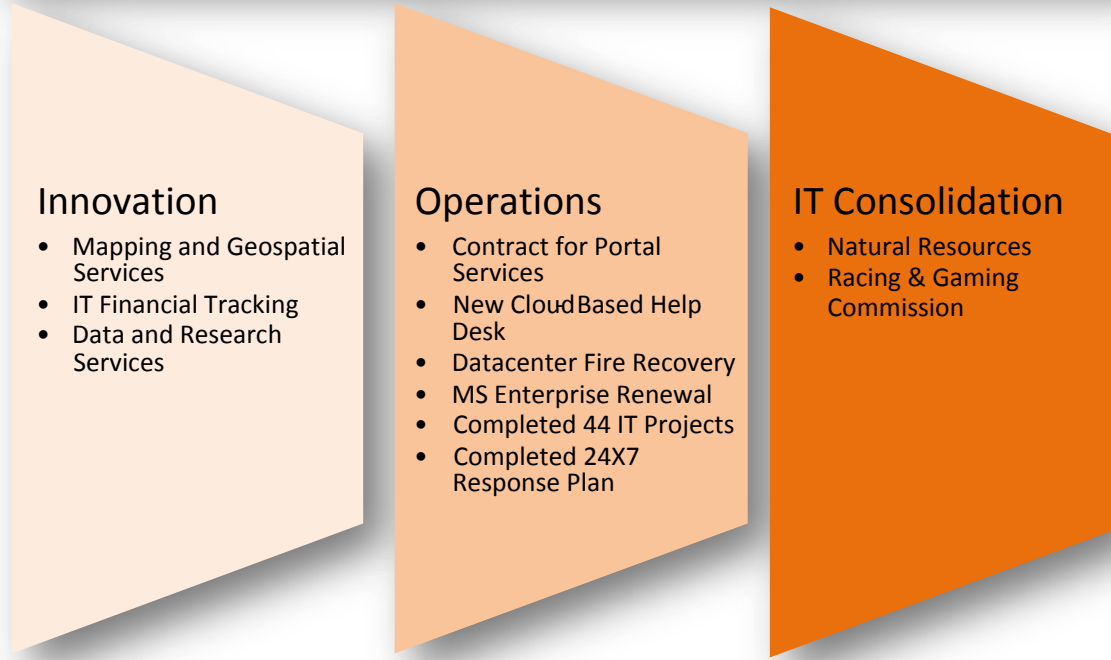 Innovation
• Mapping and Geospatial
Services
• IT Financial Tracking
• Data and Research
Services
Operations
• Contract for Portal
Services
• New CloudBased Help
Desk
• Datacenter Fire Recovery
• MS Enterprise Renewal
• Completed 44 IT Projects
• Completed 24X7
Response Plan
IT Consolidation
• Natural Resources
• Racing & Gaming
Commission